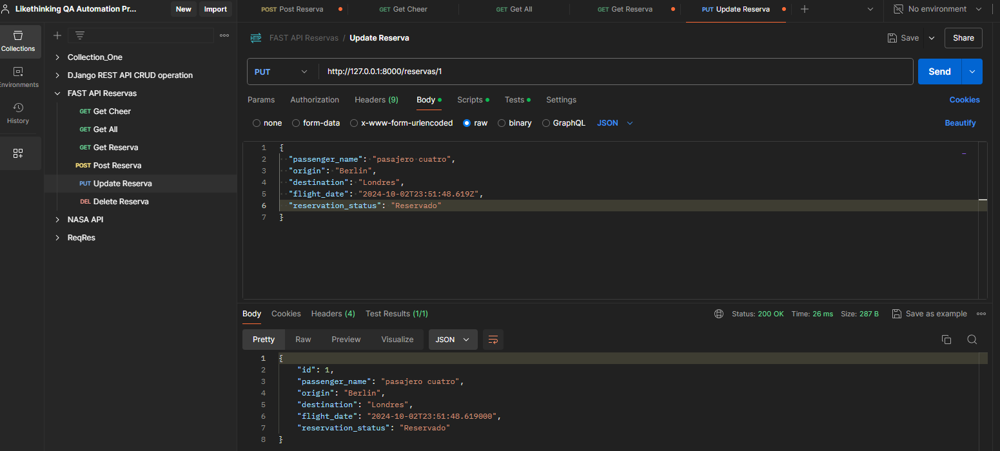 Likethinking QA Automation Pr... New Import
POST Post Reserva GET Get Cheer GET Get All GET Get Reserva PUT Update Reserva No environment
Collections
Environments
History
Collection_One
DJango REST API CRUD operation
FAST API Reservas
GET Get Cheer
GET Get All
GET Get Reserva
POST Post Reserva
PUT Update Reserva
DEL Delete Reserva
NASA API
ReqRes
HTTP FAST API Reservas / Update Reserva Save Share
PUT http://127.0.0.1:8000/reservas/1 Send
Params Authorization Headers (9) Body Scripts Tests Settings Cookies
none form-data x-www-form-urlencoded raw binary GraphQL JSON Beautify
1 {
2 "passenger_name": "pasajero cuatro",
3 "origin": "Berlin",
4 "destination": "Londres",
5 "flight_date": "2024-10-02T23:51:48.619Z",
6 "reservation_status": "Reservado"
7 }
Body Cookies Headers (4) Test Results (1/1) Status: 200 OK Time: 26 ms Size: 287 B Save as example
Pretty Raw Preview Visualize JSON
1 {
2 "id": 1,
3 "passenger_name": "pasajero cuatro",
4 "origin": "Berlin",
5 "destination": "Londres",
6 "flight_date": "2024-10-02T23:51:48.619000",
7 "reservation_status": "Reservado"
8 }